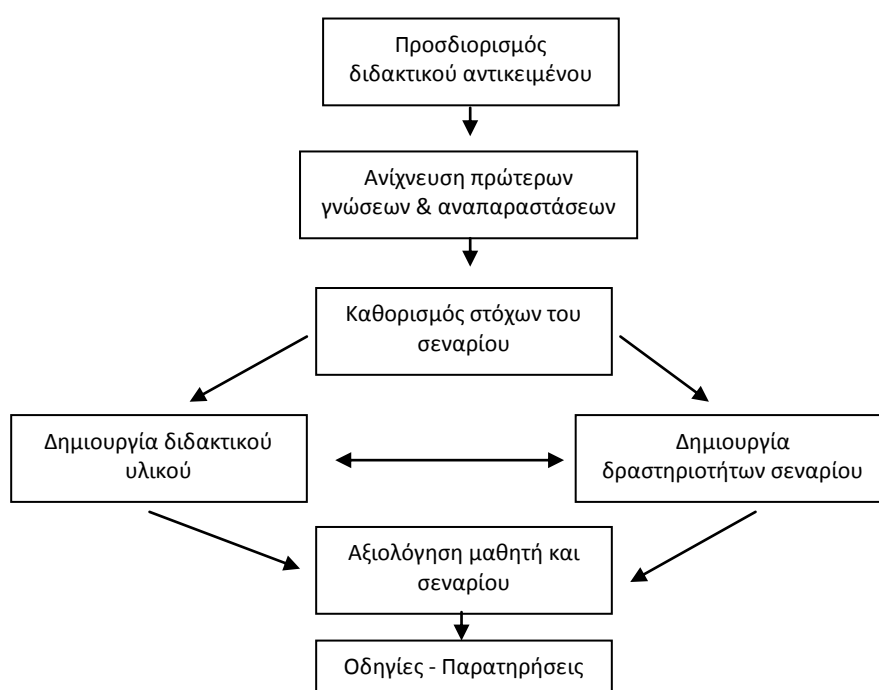 Προσδιορισμός
διδακτικού αντικειμένου
Ανίχνευση πρώτερων
γνώσεων & αναπαραστάσεων
Καθορισμός στόχων του
σεναρίου
Δημιουργία διδακτικού
υλικού
Δημιουργία
δραστηριοτήτων σεναρίου
Αξιολόγηση μαθητή και
σεναρίου
Οδηγίες - Παρατηρήσεις